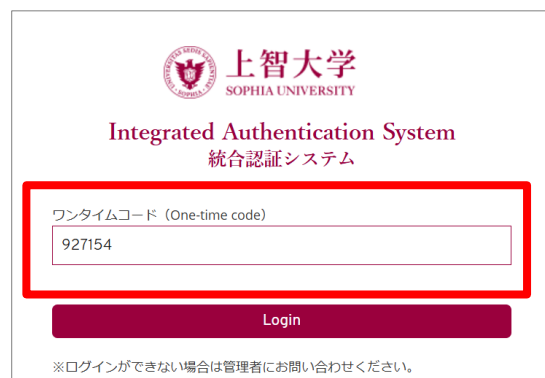 上智大学
SOPHIA UNIVERSITY
Integrated Authentication System
統合認証システム
ワンタイムコード（One-time code）
927154
Login
※ログインができない場合は管理者にお問い合わせください。